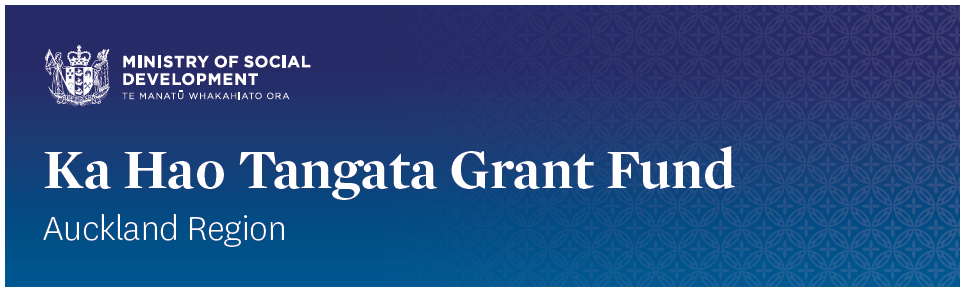 MINISTRY OF SOCIAL
DEVELOPMENT
TE MANATŪ WHAKAHIATO ORA
Ka Hao Tangata Grant Fund
Auckland Region